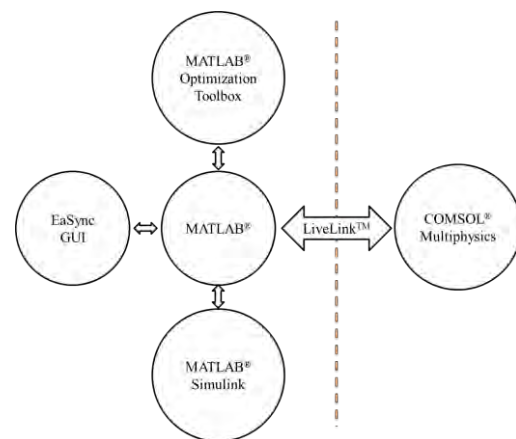 MATLAB®
Optimization
Toolbox
EaSync
GUI
MATLAB®
LiveLink™
COMSOL®
Multiphysics
MATLAB®
Simulink